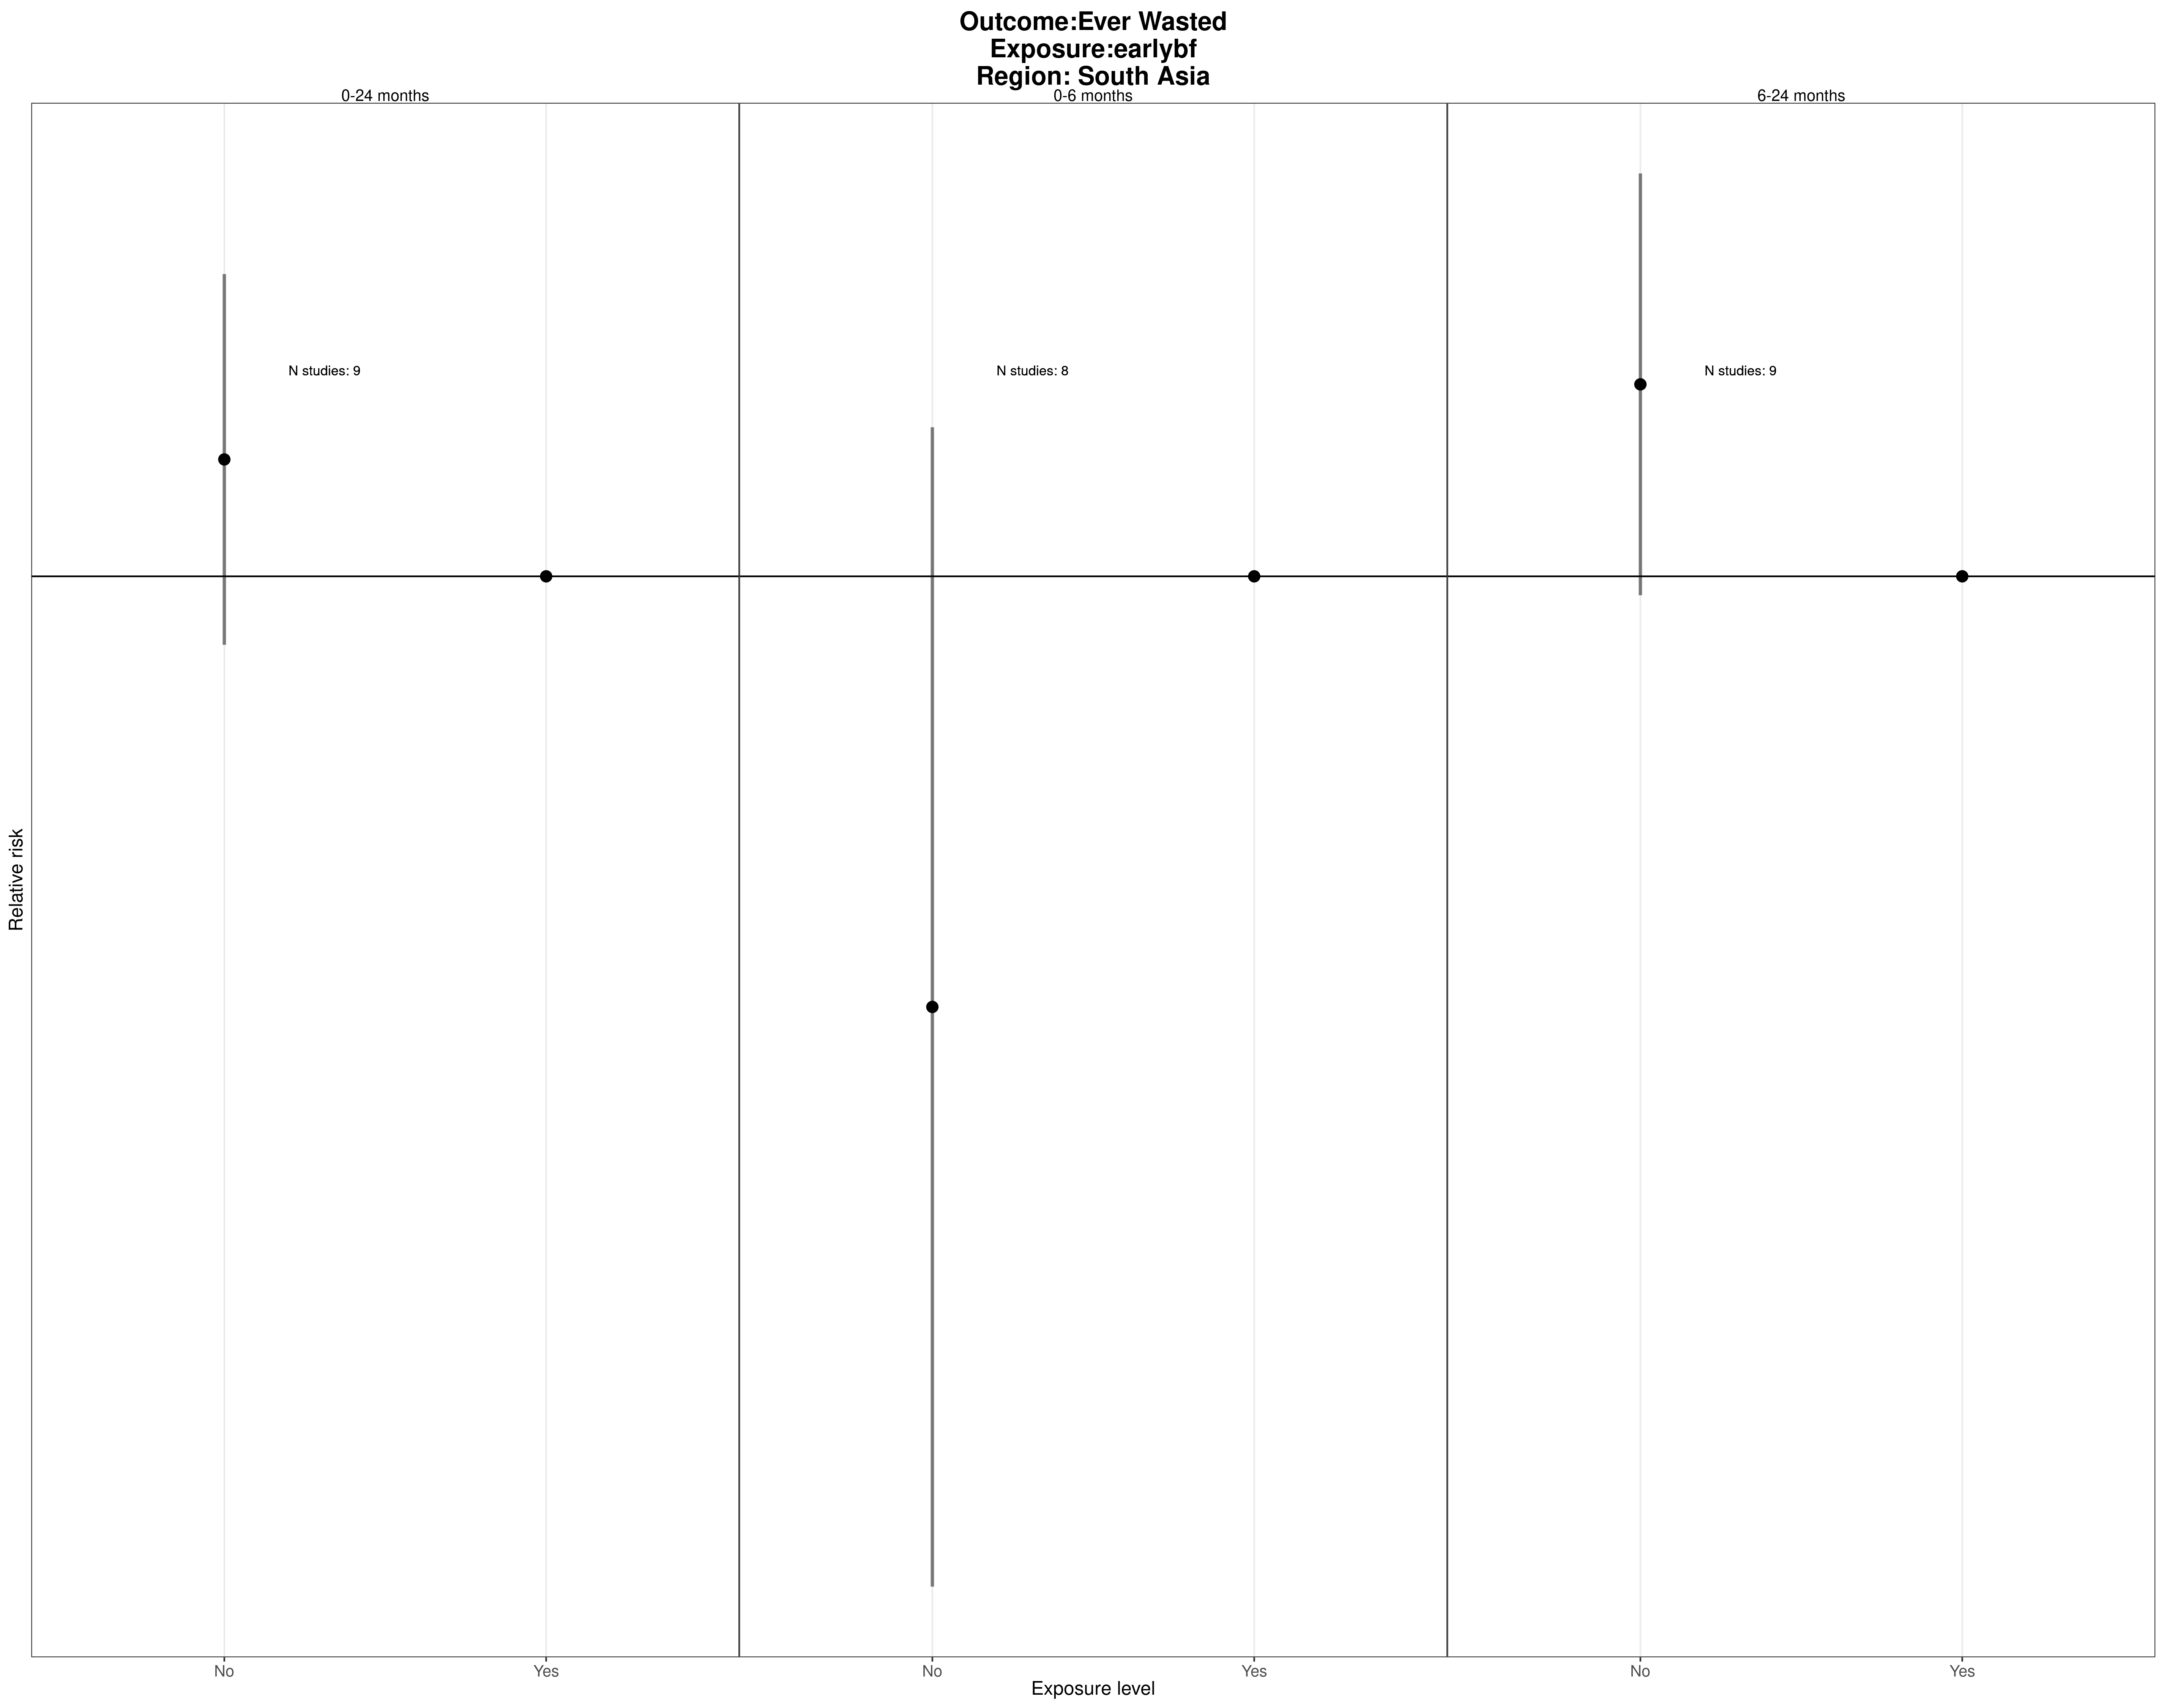 Outcome:Ever Wasted
Exposure:earlybf
Region: South Asia
0-24 months
0-6 months
6-24 months
N studies: 9
N studies: 8
N studies: 9
Relative risk
No
Yes
No
Yes
No
Yes
Exposure level